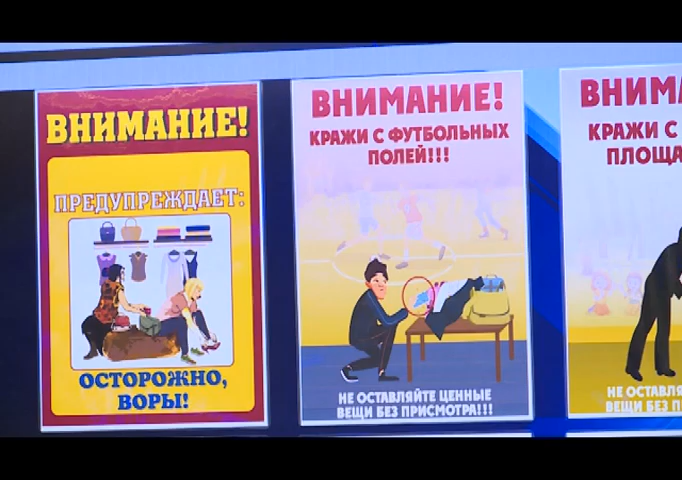 ВНИМАНИЕ!
ПРЕДУПРЕЖДАЕТ:
ОСТОРОЖНО,
ВОРЫ!
ВНИМАНИЕ!
КРАЖИ С ФУТБОЛЬНЫХ
ПОЛЕЙ!!!
НЕ ОСТАВЛЯЙТЕ ЦЕННЫЕ
ВЕЩИ БЕЗ ПРИСМОТРА!!!
ВНИМА
КРАЖИ С
ПЛОЩА
НЕ ОСТАВЛЯ
ВЕЩИ БЕЗ П